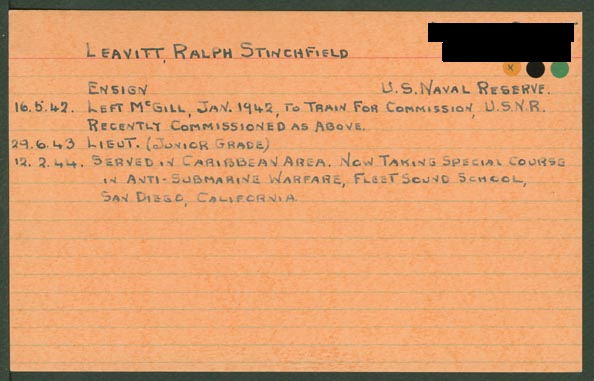 LEAVITT, RALPH STINCHFIELD
ENSIGN U.S. NAVAL RESERVE.
16.5.42. LEFT McGILL, JAN. 1942, TO TRAIN FOR COMMISSION, U.S.N.R.
RECENTLY COMMISSIONED AS ABOVE.
29.6.43 LIEUT. (JUNIOR GRADE)
12.2.44. SERVED IN CARIBBEAN AREA. NOW TAKING SPECIAL COURSE
IN ANTI-SUBMARINE WARFARE, FLEET SOUND SCHOOL,
SAN DIEGO, CALIFORNIA.